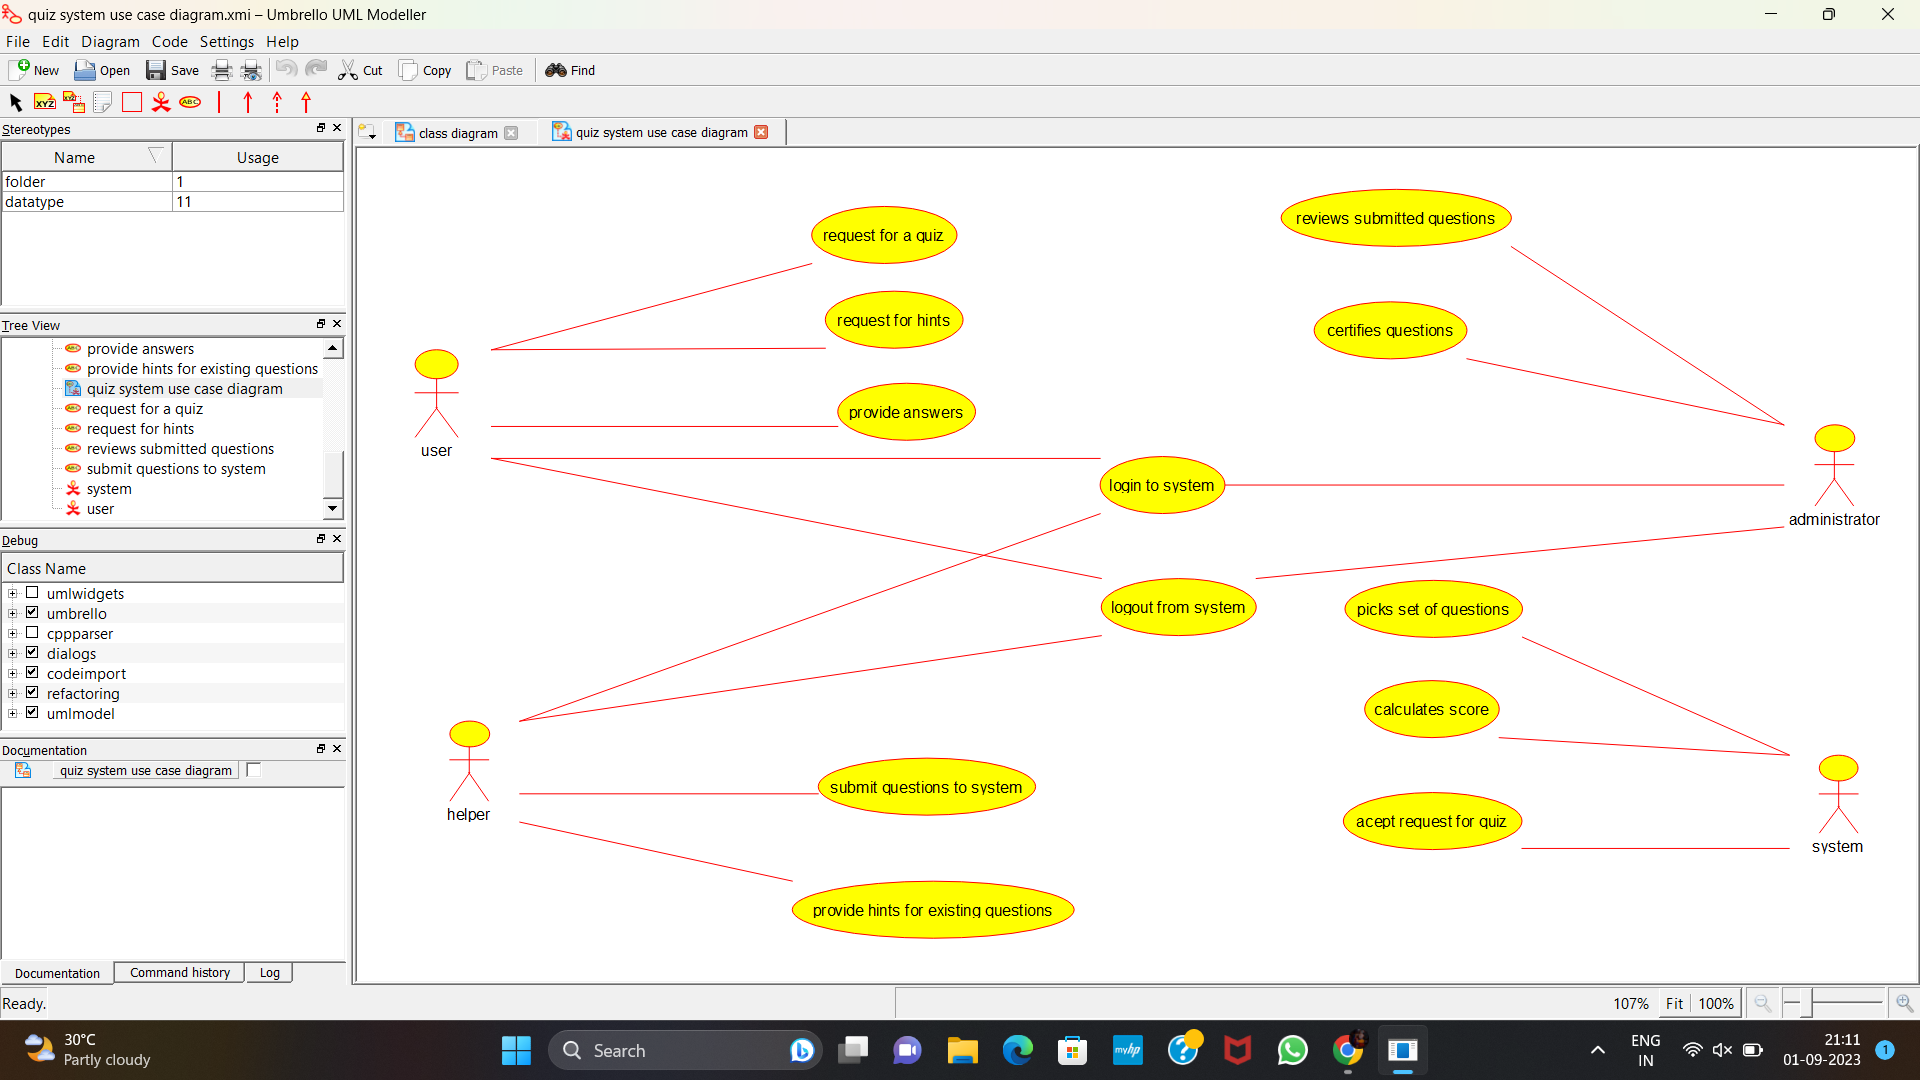 quiz system use case diagram.xmi – Umbrello UML Modeller
File Edit Diagram Code Settings Help
New Open Save Cut Copy Paste Find
XYZ XYZ ABC
Stereotypes
Name Usage
folder 1
datatype 11
Tree View
provide answers
provide hints for existing questions
quiz system use case diagram
request for a quiz
request for hints
reviews submitted questions
submit questions to system
system
user
Debug
Class Name
umlwidgets
umbrello
cppparser
dialogs
codeimport
refactoring
umlmodel
Documentation
quiz system use case diagram
Documentation Command history Log
class diagram quiz system use case diagram
request for a quiz
reviews submitted questions
request for hints
certifies questions
provide answers
user
login to system
administrator
logout from system
picks set of questions
calculates score
helper
submit questions to system
acept request for quiz
system
provide hints for existing questions
Ready.
107% Fit 100%
30°C
Partly cloudy
Search
myhp
ENG
IN
21:11
01-09-2023
1